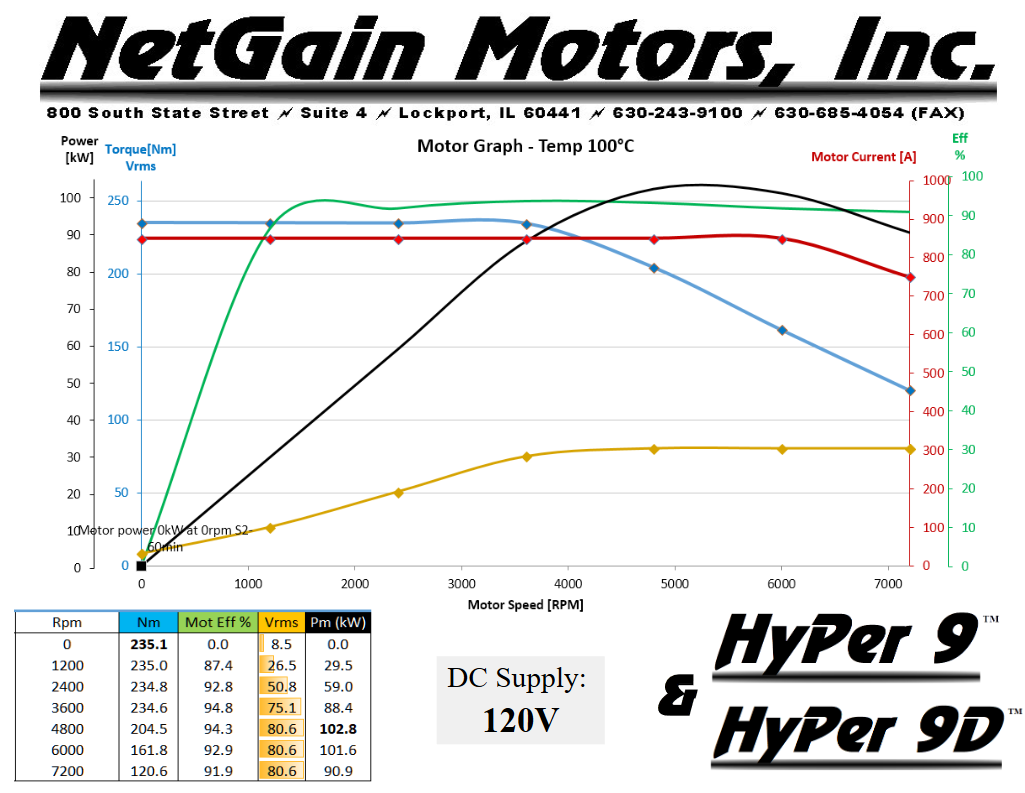 NetGain Motors, Inc.
800 South State Street Suite 4 Lockport, IL 60441 630-243-9100 630-685-4054 (FAX)
Motor Graph - Temp 100°C
Power
[kW]
Torque[Nm]
Vrms
Motor Current [A]
Eff
%
100
90
80
70
60
50
40
30
20
10
0
250
200
150
100
50
0
1000
900
800
700
600
500
400
300
200
100
0
100
90
80
70
60
50
40
30
20
10
0
Motor power 0kW at 0rpm S2-
60min
0 1000 2000 3000 4000 5000 6000 7000
Motor Speed [RPM]
Rpm Nm Mot Eff % Vrms Pm (kW)
0 235.1 0.0 8.5 0.0
1200 235.0 87.4 26.5 29.5
2400 234.8 92.8 50.8 59.0
3600 234.6 94.8 75.1 88.4
4800 204.5 94.3 80.6 102.8
6000 161.8 92.9 80.6 101.6
7200 120.6 91.9 80.6 90.9
DC Supply:
120V
HyPer 9™
&
HyPer 9D™